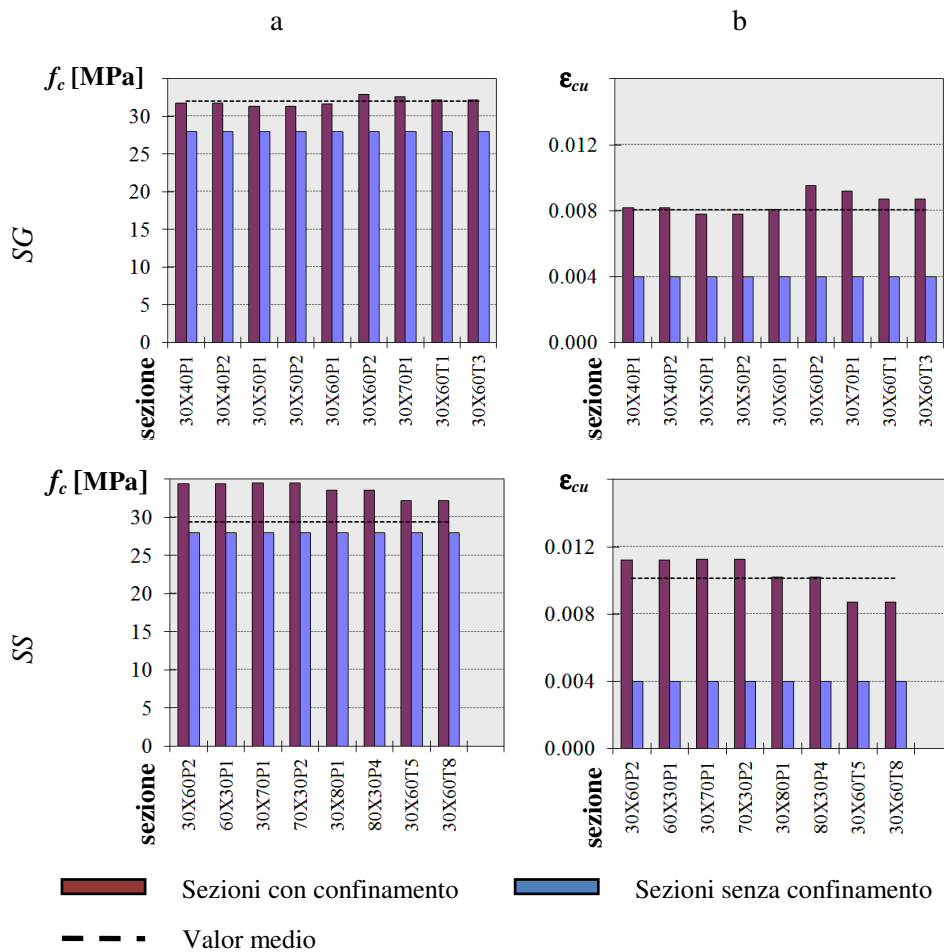 a
b
f_c [MPa]
30
25
20
15
10
5
0
SG
sezione
30X40P1
30X40P2
30X50P1
30X50P2
30X60P1
30X60P2
30X70P1
30X60T1
30X60T3
ε_cu
0.012
0.008
0.004
0.000
sezione
30X40P1
30X40P2
30X50P1
30X50P2
30X60P1
30X60P2
30X70P1
30X60T1
30X60T3
f_c [MPa]
30
25
20
15
10
5
0
SS
sezione
30X60P2
60X30P1
30X70P1
70X30P2
30X80P1
80X30P4
30X60T5
30X60T8
ε_cu
0.012
0.008
0.004
0.000
sezione
30X60P2
60X30P1
30X70P1
70X30P2
30X80P1
80X30P4
30X60T5
30X60T8
Sezioni con confinamento
Sezioni senza confinamento
Valor medio